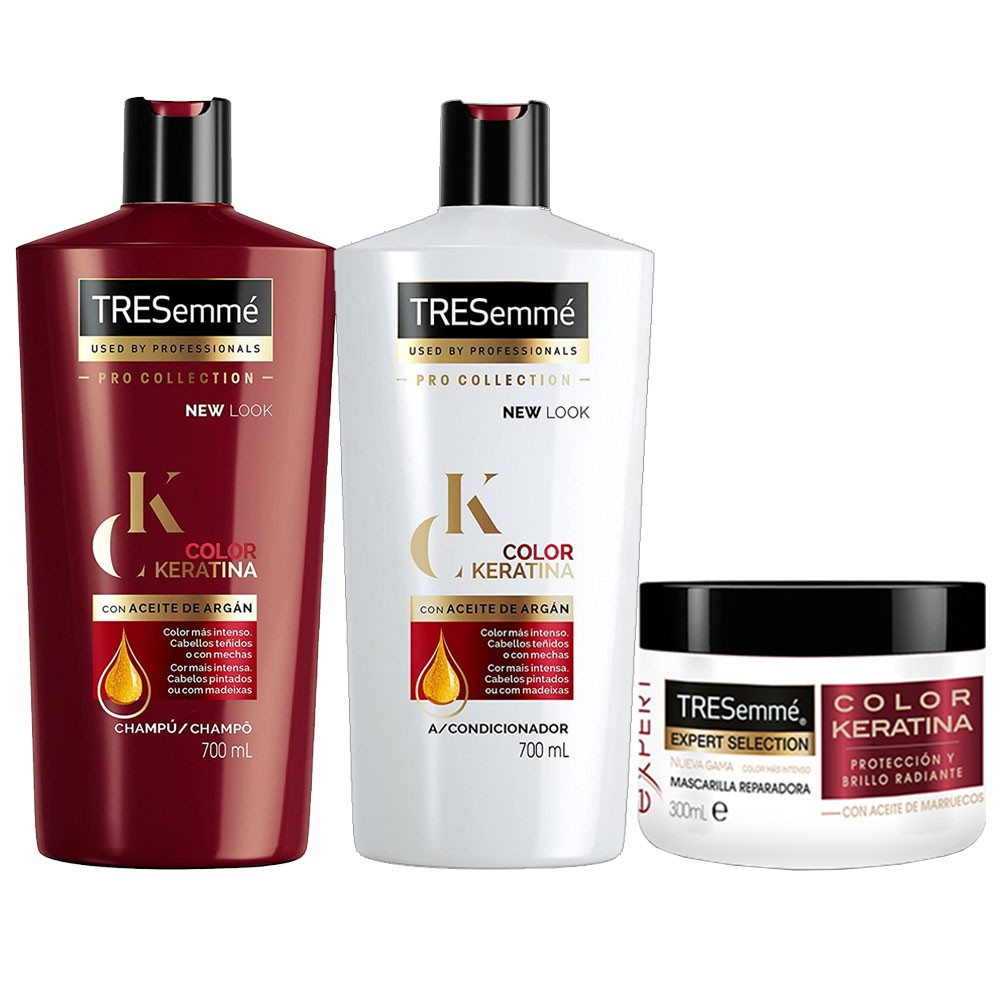 TRESemmé
USED BY PROFESSIONALS
PRO COLLECTION
NEW LOOK
CK
COLOR
KERATINA
CON ACEITE DE ARGÁN
Color más intenso.
Cabellos teñidos
o con mechas
Cor mais intensa.
Cabelos pintados
ou com madeixas
CHAMPÚ/CHAMPÔ
700 mL
TRESemmé
USED BY PROFESSIONALS
PRO COLLECTION
NEW LOOK
CK
COLOR
KERATINA
CON ACEITE DE ARGÁN
Color más intenso.
Cabellos teñidos
o con mechas
Cor mais intensa.
Cabelos pintados
ou com madeixas
A/CONDICIONADOR
700 mL
eXPERT
TRESemmé®
EXPERT SELECTION
NUEVA GAMA COLOR MÁS INTENSO
MASCARILLA REPARADORA
300mL e
COLOR
KERATINA
PROTECCIÓN Y
BRILLO RADIANTE
CON ACEITE DE MARRUECOS